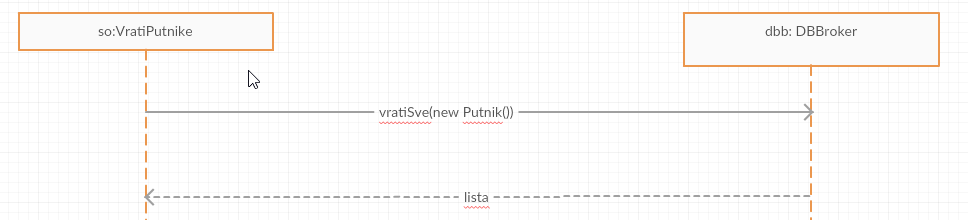 so:VratiPutnike
dbb: DBBroker
vratiSve(new Putnik())
lista